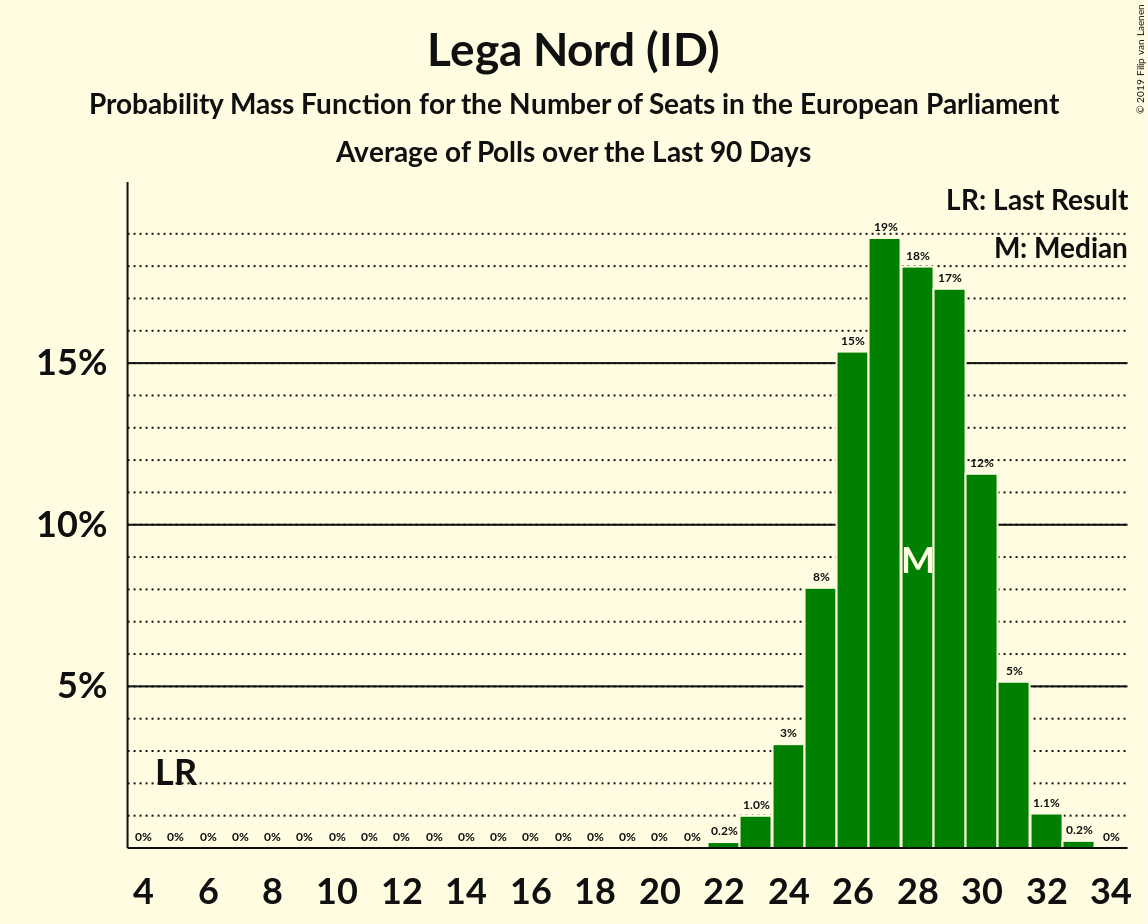 Lega Nord (ID)
Probability Mass Function for the Number of Seats in the European Parliament
Average of Polls over the Last 90 Days
© 2019 Filip van Laenen
LR: Last Result
M: Median
19%
18%
17%
15%
15%
12%
10%
M
8%
5%
5%
3%
LR
1.0%
1.1%
0% 0% 0% 0% 0% 0% 0% 0% 0% 0% 0% 0% 0% 0% 0% 0% 0% 0% 0.2% 0.2% 0%
4 6 8 10 12 14 16 18 20 22 24 26 28 30 32 34